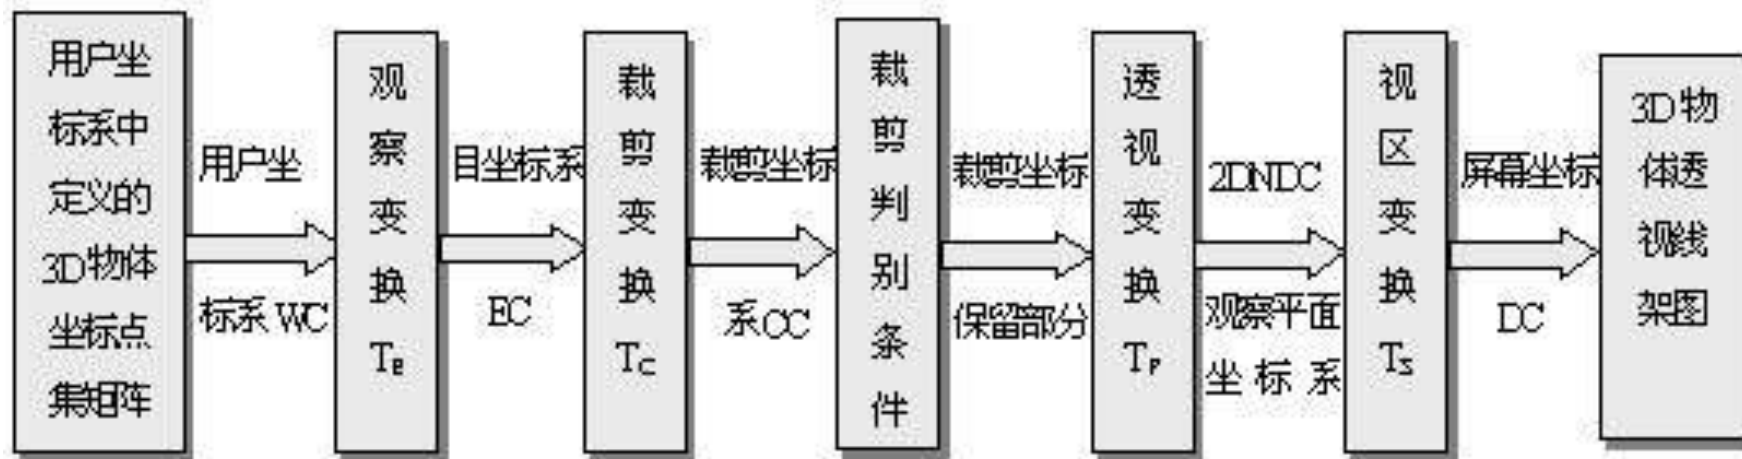 用户坐
标系中
定义的
3D物体
坐标点
集矩阵
用户坐
标系 WC
观
察
变
换
TE
目坐标系
EC
裁
剪
变
换
TC
裁剪坐标
系CC
裁
剪
判
别
条
件
裁剪坐标
保留部分
透
视
变
换
TP
2DNDC
观察平面
坐 标 系
视
区
变
换
TS
屏幕坐标
DC
3D 物
体透
视线
架图